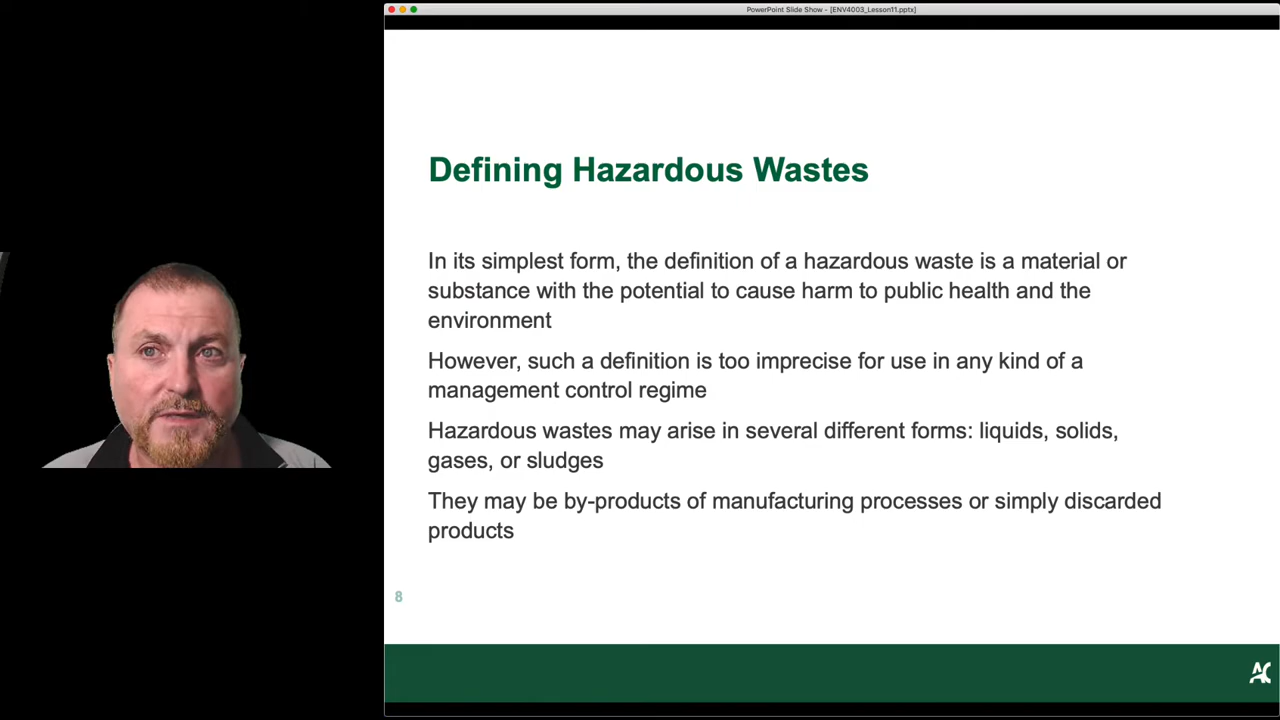 PowerPoint Slide Show - [ENV4003_Lesson11.pptx]
Defining Hazardous Wastes
In its simplest form, the definition of a hazardous waste is a material or
substance with the potential to cause harm to public health and the
environment
However, such a definition is too imprecise for use in any kind of a
management control regime
Hazardous wastes may arise in several different forms: liquids, solids,
gases, or sludges
They may be by-products of manufacturing processes or simply discarded
products
8
AC